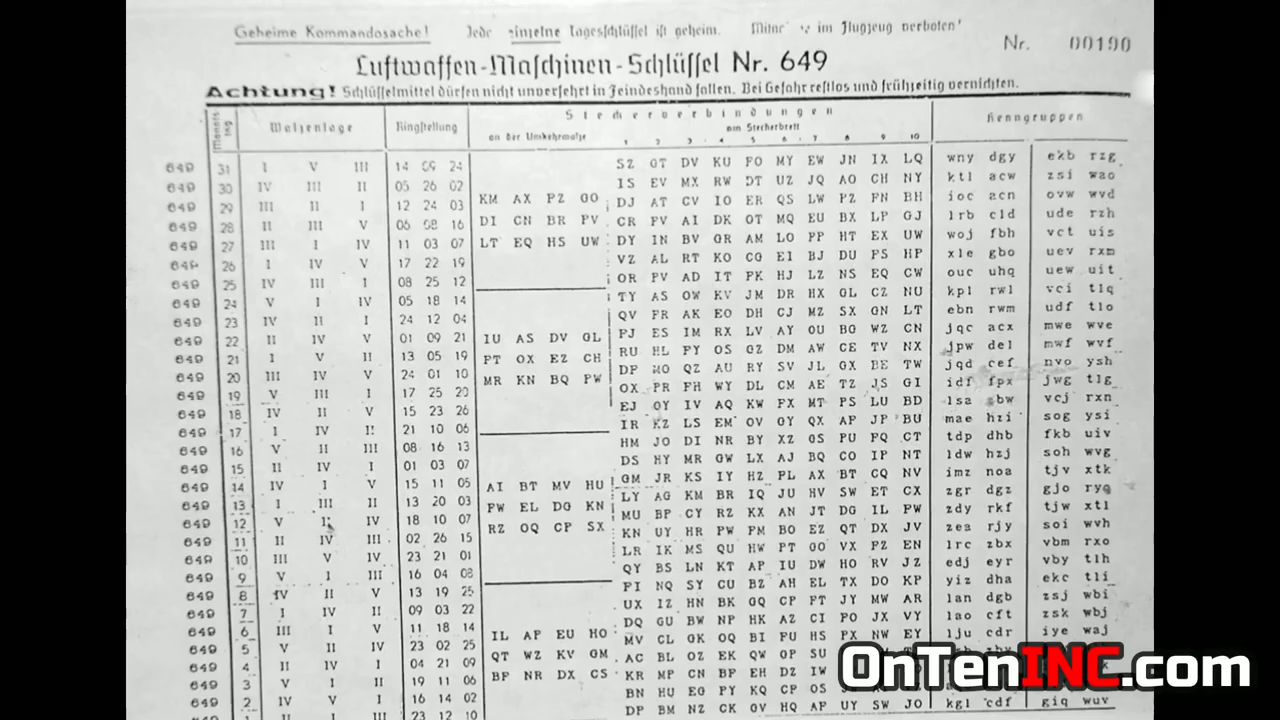 Geheime Kommandosache! Jede einzelne Tagesschlüssel ist geheim. im Flugzeug verboten!
Nr. 00190
Luftwaffen-Maschinen-Schlüssel Nr. 649
Achtung! Schlüsselmittel dürfen nicht unversehrt in Feindeshand fallen. Bei Gefahr restlos und frühzeitig vernichten.
Monatstag Walzenlage Ringstellung Steckerverbindungen Kenngruppen
an der Umkehrwalze am Steckerbrett
1 2 3 4 5 6 7 8 9 10
649 31 I V III 14 09 24 SZ GT DV KU FO MY EW JN IX LQ wny dgy ekb rzg
649 30 IV III II 05 26 02 IS EV MX RW DT UZ JQ AO CH NY ktl acw zsi wao
649 29 III II I 12 24 03 KM AX FZ GO DJ AT CV IO ER QS LW PZ FN BH ioc acn ovw wvd
649 28 II III V 06 08 16 DI CN BR PV CR FV AI DK OT MQ EU BX LP GJ lrb cld ude rzh
649 27 III I IV 11 03 07 LT EQ HS UW DY IN BV GR AM LO FP HT EX UW woj fbh vct uis
649 26 I IV V 17 22 19 VZ AL RT KO CG EI BJ DU FS HP xle gbo uev rxm
649 25 IV III I 08 25 12 OR PV AD IT FK HJ LZ NS EQ CW ouc uhq uew uit
649 24 V I IV 05 18 14 TY AS OW KV JM DR HX GL CZ NU kpl rwl vci tlq
649 23 IV II I 24 12 04 QV FR AK EO DH CJ MZ SX GN LT ebn rwm udf tlo
649 22 II IV V 01 09 21 IU AS DV GL FJ ES IM RX LV AY OU BG WZ CN jqc acx mwe wve
649 21 I V II 13 05 19 PT OX EZ CH RU HL FY OS GZ DM AW CE TV NX jpw del mwf wvf
649 20 III IV V 24 01 10 MR KN BQ PW DF MO QZ AU RY SV JL GX BE TW jqd cef nvo ysh
649 19 V III I 17 25 20 OX PR FH WY DL CM AE TZ JS GI idf fpx jwg tlg
649 18 IV II V 15 23 26 EJ OY IV AQ KW FX MT PS LU BD lsa gbw vcj rxn
649 17 I IV II 21 10 06 IR KZ LS EM OV GY QX AF JP BU mae hzi sog ysi
649 16 V II III 08 16 13 HM JO DI NR BY XZ GS PU FQ CT tdp dhb fkb uiv
649 15 II IV I 01 03 07 DS HY MR GW LX AJ BQ CO IP NT ldw hzj soh wvg
649 14 IV I V 15 11 05 AI BT MV HU GM JR KS IY HZ PL AX BT CQ NV imz noa tjv xtk
649 13 I III II 13 20 03 FW EL DG KN LY AG KM BR IQ JU HV SW ET CX zgr dgz gjo ryq
649 12 V I IV 18 10 07 RZ OQ CP SX MU BP CY RZ KX AN JT DG IL FW zdy rkf tjw xtl
649 11 II IV III 02 26 15 KN UY HR PW FM BO EZ QT DX JV zea rjy soi wvh
649 10 III V IV 23 21 01 LR IK MS QU HW PT GO VX FZ EN lrc zbx vbm rxo
649 9 V I III 16 04 08 QY BS LN KT AP IU DW HO RV JZ edj eyr vby tlh
649 8 IV II V 13 19 25 FI NQ SY CU BZ AH EL TX DO KP yiz dha ekc tli
649 7 I IV II 09 03 22 UX IZ HN BK GQ CP FT JY MW AR lan dgb zsj wbi
649 6 III I V 11 18 14 IL AP EU HO DQ GU BW NP HK AZ CI FO JX VY lao cft zsk wbj
649 5 V II IV 23 02 25 QT WZ KV GM MV CL GK OQ BI FU HS PX NW EY lju cdr iye waj
649 4 II IV I 04 21 09 BF NR DX CS AC BL OZ EK QW GP SU
649 3 V I III 19 11 06 KR MP CN BF EH DZ IW
649 2 IV V I 16 14 02 BN HU EG PY KQ CP OS
649 II I III 23 12 10 DP BM NZ CK GV HQ AF UY SW JO kgl cdf giq wuv
OnTenINC.com